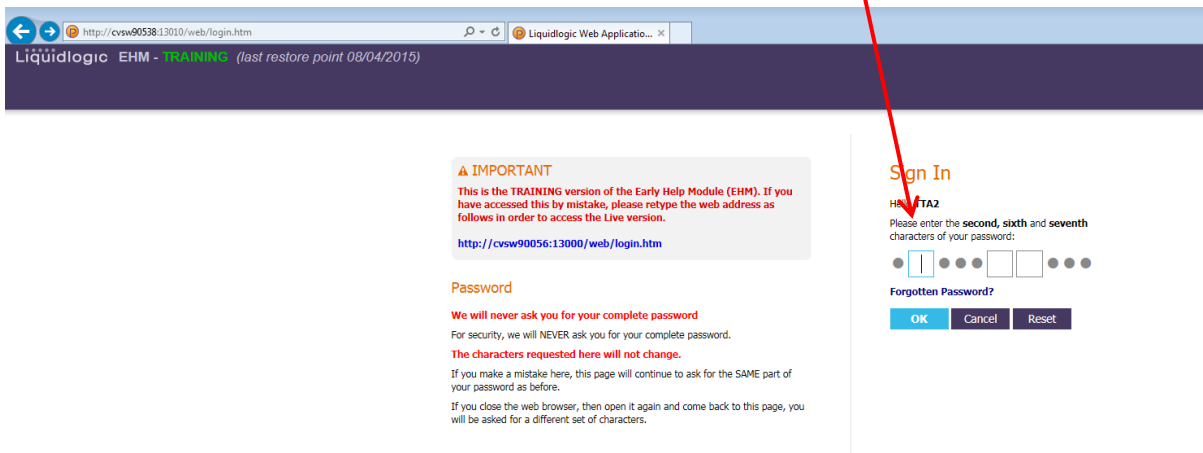 http://cvsw90538:13010/web/login.htm
Liquidlogic Web Applicatio...
Liquidlogic EHM - TRAINING (last restore point 08/04/2015)
IMPORTANT
This is the TRAINING version of the Early Help Module (EHM). If you
have accessed this by mistake, please retype the web address as
follows in order to access the Live version.
http://cvsw90056:13000/web/login.htm
Password
We will never ask you for your complete password
For security, we will NEVER ask you for your complete password.
The characters requested here will not change.
If you make a mistake here, this page will continue to ask for the SAME part of
your password as before.
If you close the web browser, then open it again and come back to this page, you
will be asked for a different set of characters.
Sign In
Hello TTA2
Please enter the second, sixth and seventh
characters of your password:
Forgotten Password?
OK Cancel Reset